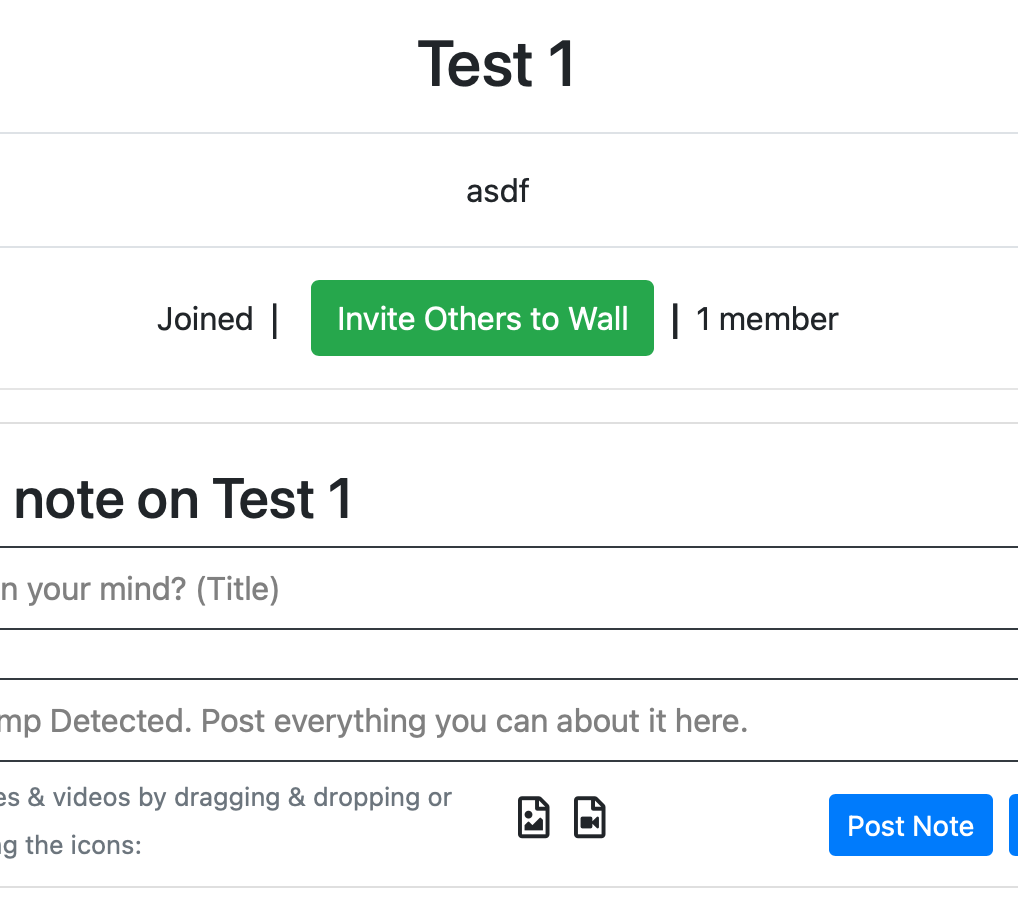 Test 1
asdf
Joined | Invite Others to Wall | 1 member
note on Test 1
n your mind? (Title)
mp Detected. Post everything you can about it here.
es & videos by dragging & dropping or
g the icons:
Post Note